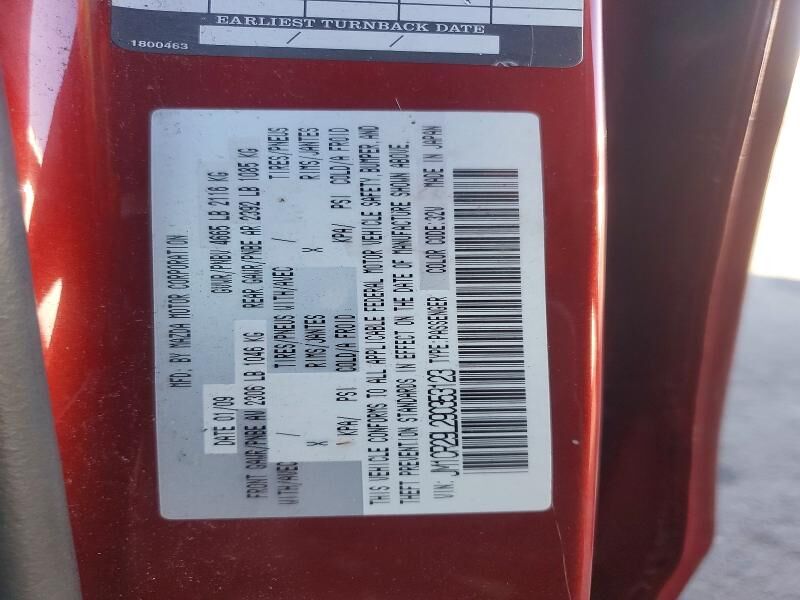 EARLIEST TURNBACK DATE
/ /
1800463
MFD. BY MAZDA MOTOR CORPORATION
DATE 01/09 GVWR/PNBV 4665 LB 2116 KG
FRONT GAWR/PNBE AV 2306 LB 1046 KG REAR GAWR/PNBE AR 2392 LB 1085 KG
WITH/AVEC / TIRES/PNEUS WITH/AVEC / TIRES/PNEUS
X RIMS/JANTES X RIMS/JANTES
KPA/ PSI COLD/A FROID KPA/ PSI COLD/A FROID
THIS VEHICLE CONFORMS TO ALL APPLICABLE FEDERAL MOTOR VEHICLE SAFETY, BUMPER, AND
THEFT PREVENTION STANDARDS IN EFFECT ON THE DATE OF MANUFACTURE SHOWN ABOVE.
VIN: JM1CR29L290353123 TYPE:PASSENGER COLOR CODE:32V MADE IN JAPAN